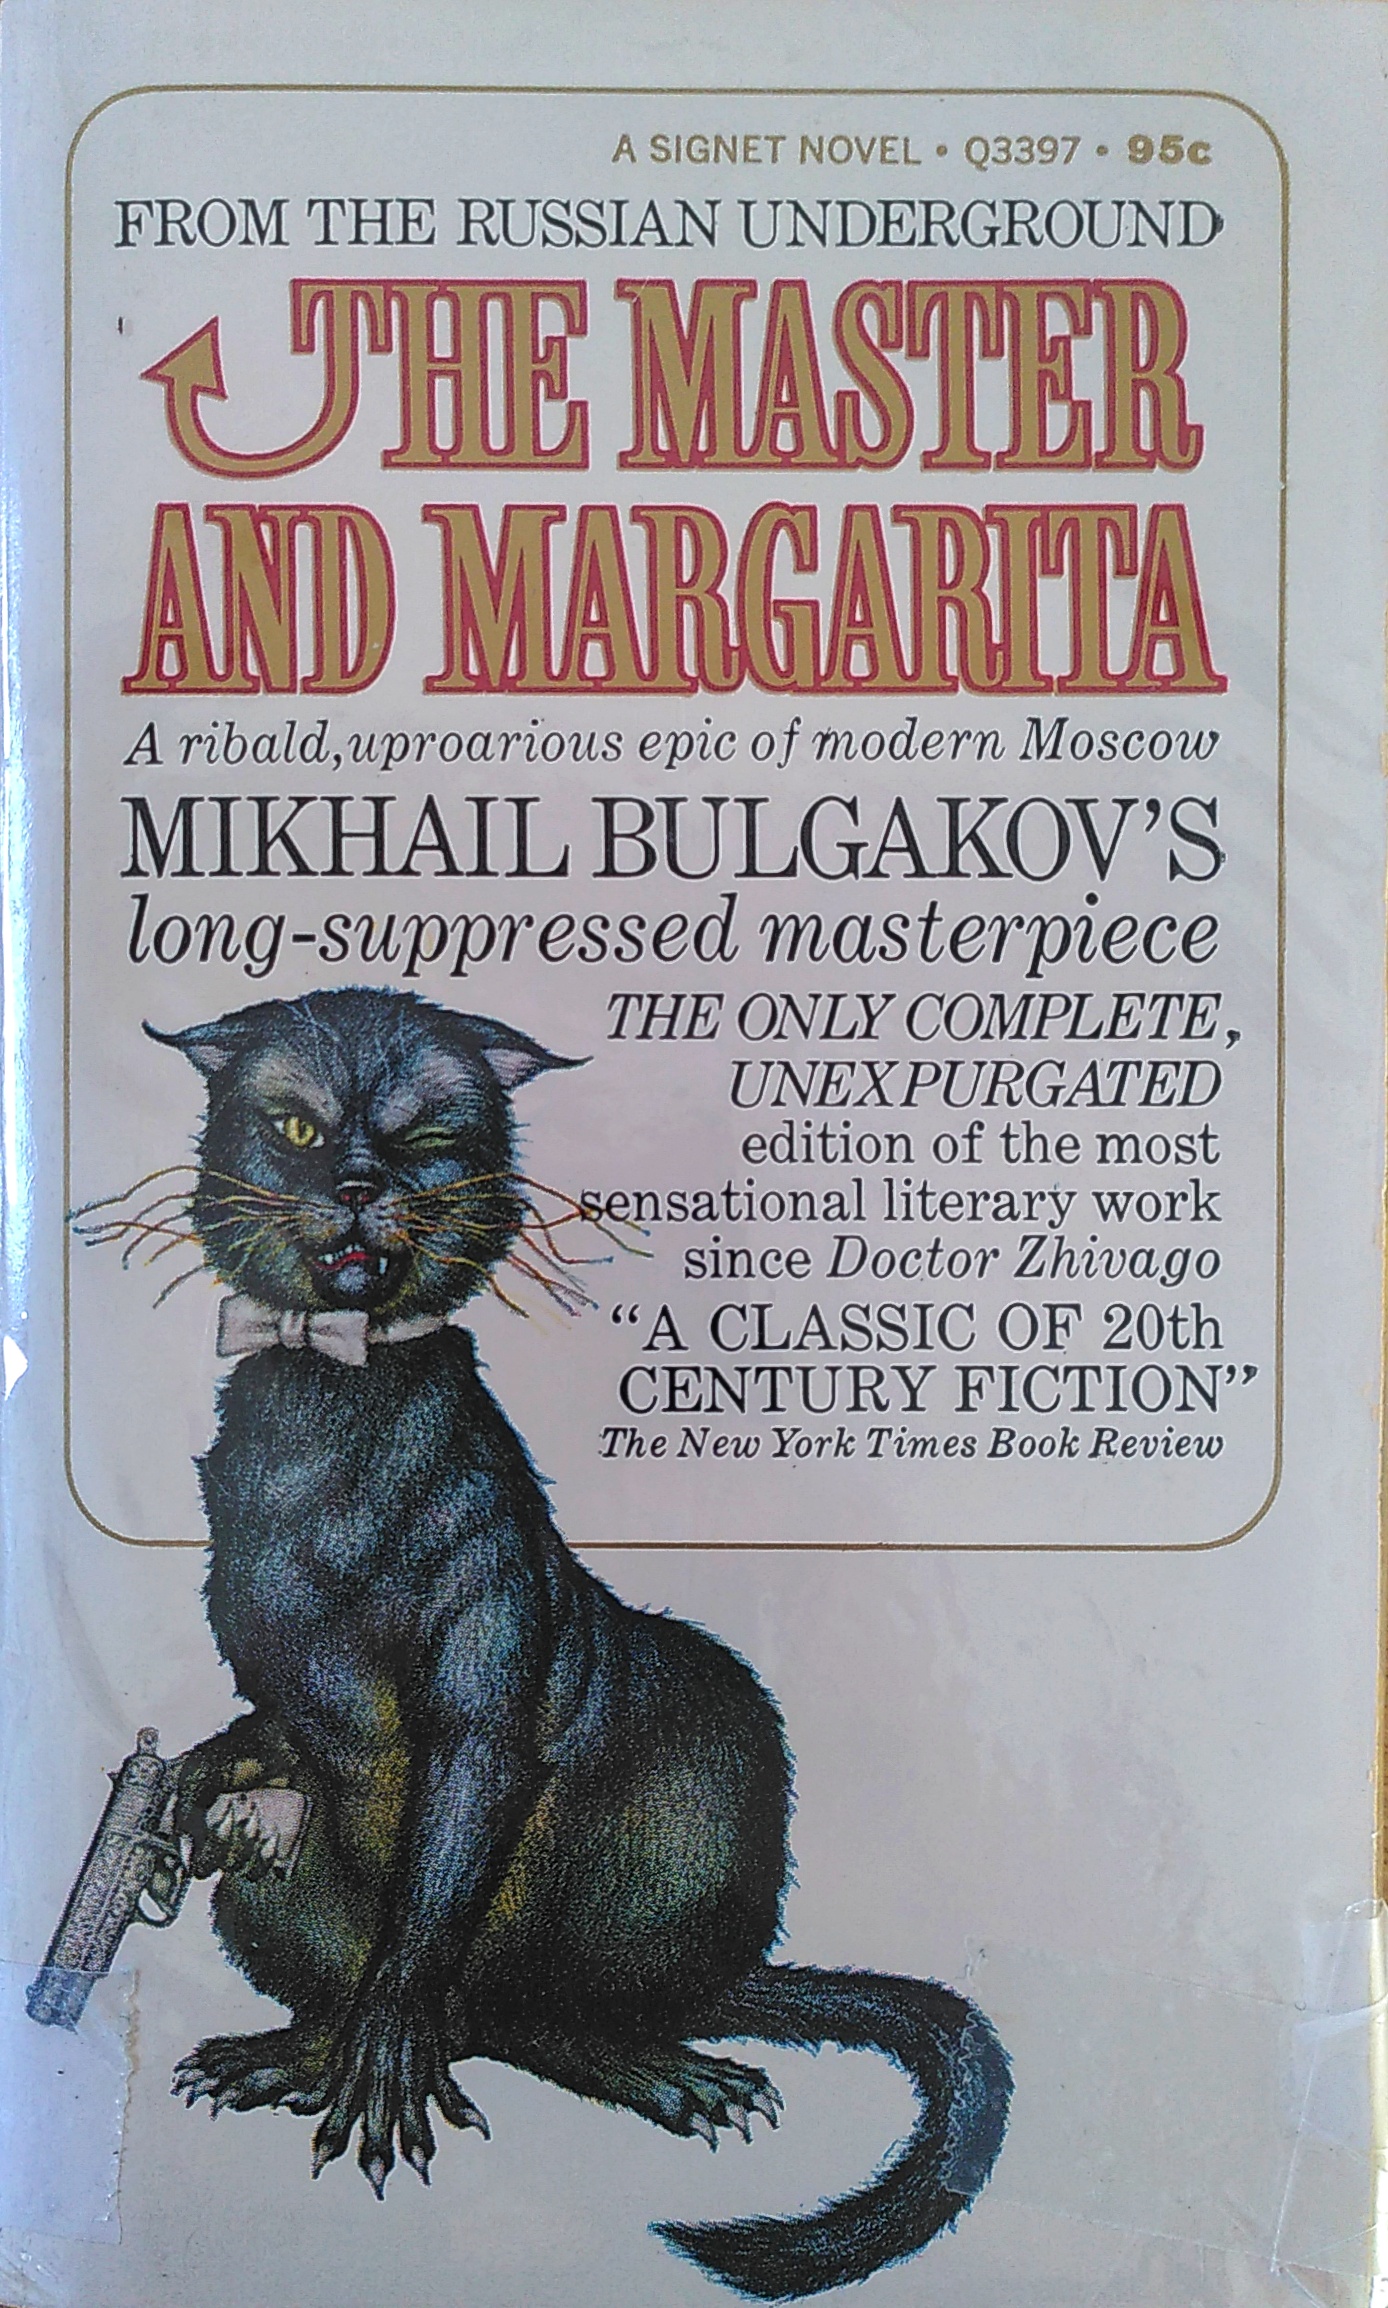 A SIGNET NOVEL • Q3397 • 95c
FROM THE RUSSIAN UNDERGROUND
THE MASTER
AND MARGARITA
A ribald, uproarious epic of modern Moscow
MIKHAIL BULGAKOV'S
long-suppressed masterpiece
THE ONLY COMPLETE,
UNEXPURGATED
edition of the most
sensational literary work
since Doctor Zhivago
“A CLASSIC OF 20th
CENTURY FICTION”
The New York Times Book Review